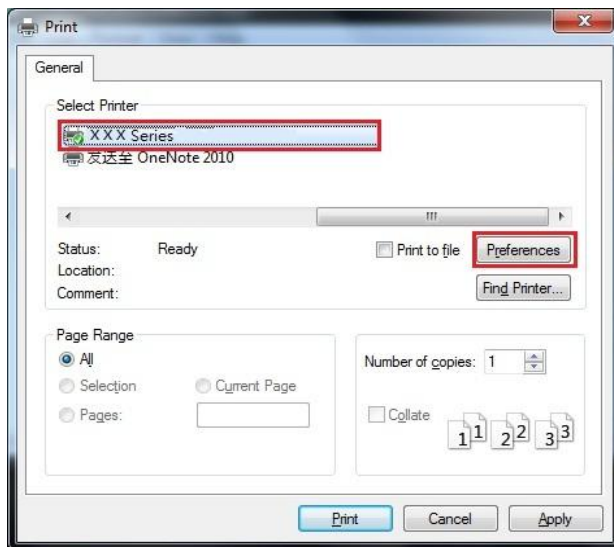 Print
General
Select Printer
XXX Series
发送至 OneNote 2010
Status: Ready Print to file Preferences
Location:
Comment: Find Printer...
Page Range
All
Number of copies: 1
Selection Current Page
Pages:
Collate
1 1 2 2 3 3
Print Cancel Apply